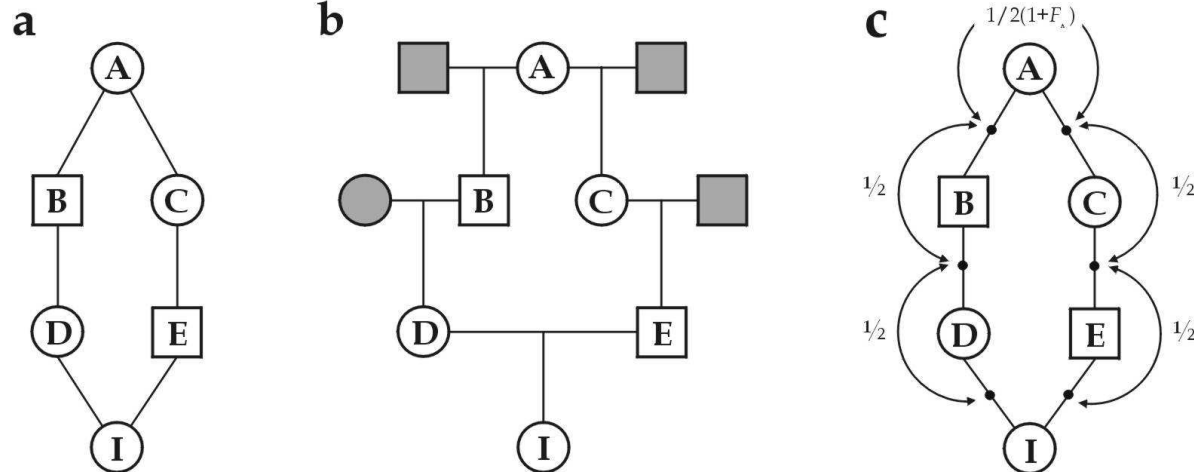 a
A
B C
D E
I
b
A
B C
D E
I
c
1/2(1+F_A)
A
1/2 1/2
B C
1/2 1/2
D E
I